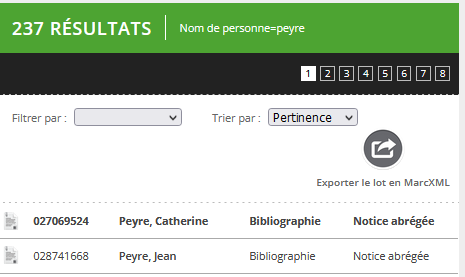 237 RÉSULTATS Nom de personne=peyre
1 2 3 4 5 6 7 8
Filtrer par : Trier par : Pertinence
Exporter le lot en MarcXML
027069524 Peyre, Catherine Bibliographie Notice abrégée
028741668 Peyre, Jean Bibliographie Notice abrégée